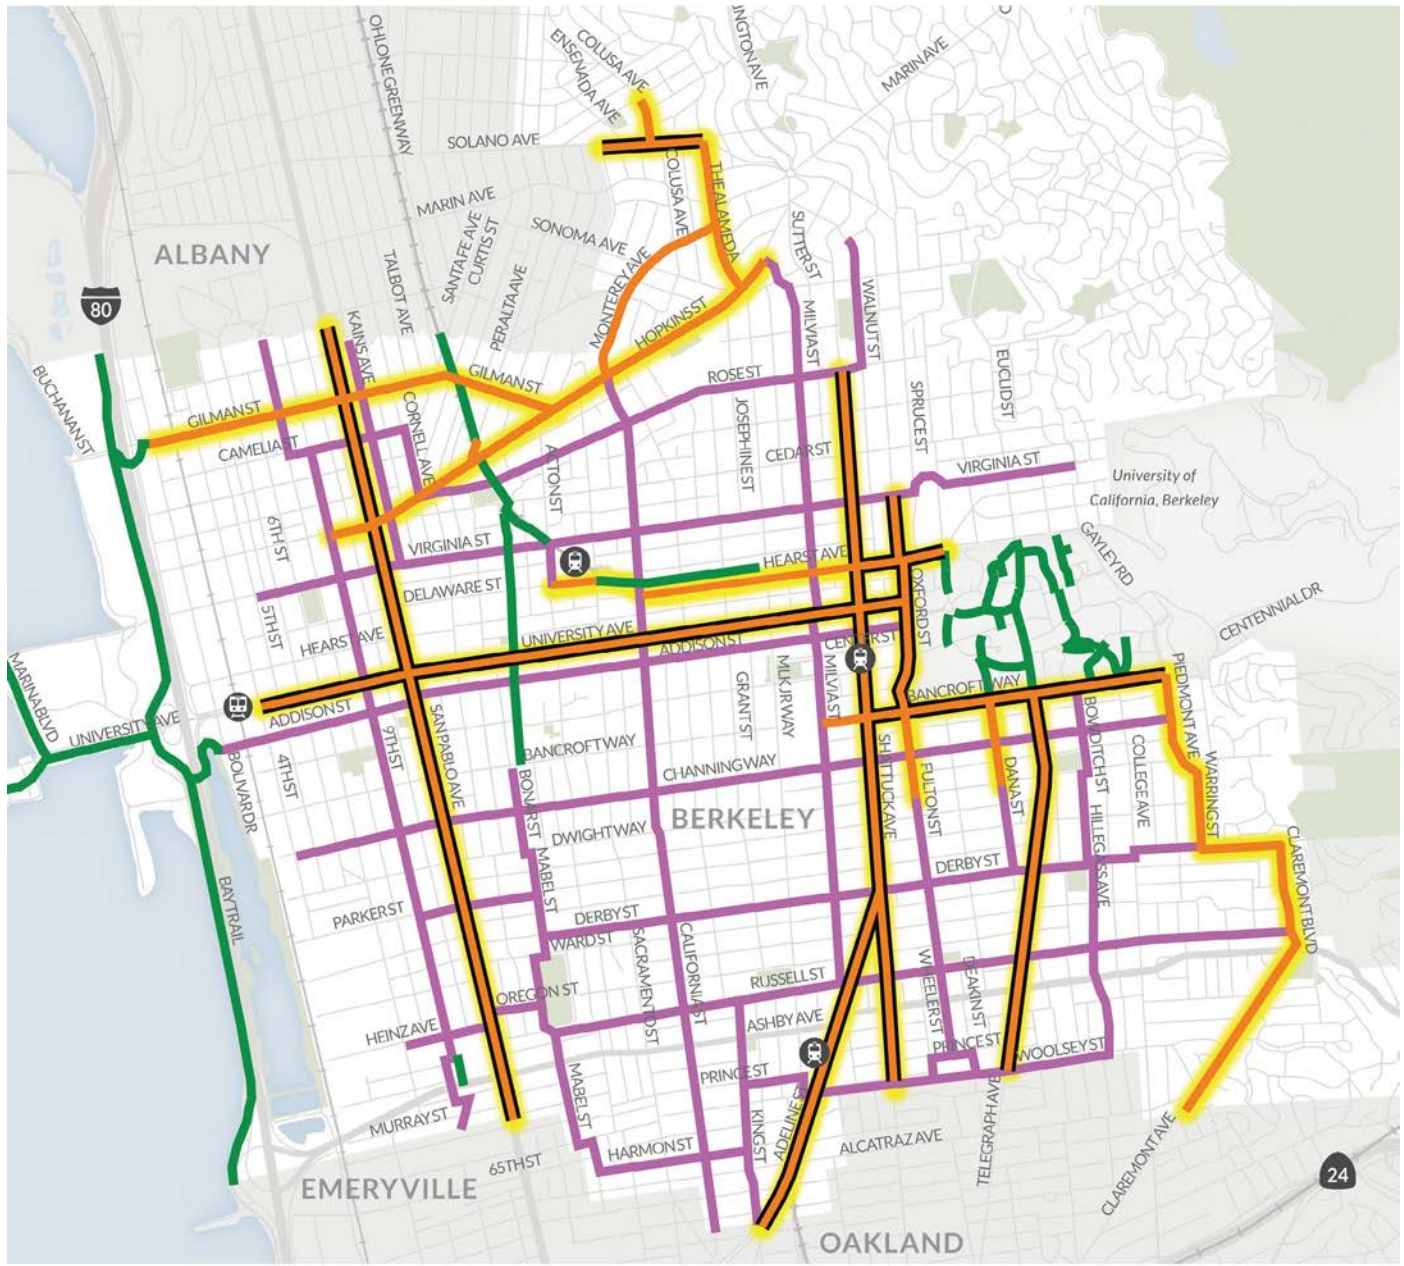 OHLONE GREENWAY
COLUSA AVE
ENSENADA AVE
MARIN AVE
SOLANO AVE
COLUSA AVE
THE ALAMEDA
MARIN AVE
SANTA FE AVE
CURTIS ST
SONOMA AVE
SUTTER ST
ALBANY
TALBOT AVE
PERALTA AVE
MONTEREY AVE
80
KAINS AVE
HOPKINS ST
MILVIA ST
WALNUT ST
BUCHANAN ST
GILMAN ST
GILMAN ST
ROSE ST
EUCLID ST
CORNELL AVE
JOSEPHINE ST
SPRUCE ST
CAMELIA ST
ACTON ST
CEDAR ST
VIRGINIA ST
University of
California, Berkeley
6TH ST
VIRGINIA ST
HEARST AVE
GAYLEY RD
DELAWARE ST
OXFORD ST
CENTENNIAL DR
5TH ST
HEARST AVE
UNIVERSITY AVE
ADDISON ST
CENTER ST
MARINA BLVD
UNIVERSITY AVE
ADDISON ST
GRANT ST
MLK JR WAY
MILVIA ST
BANCROFT WAY
PIEDMONT AVE
BOLIVAR DR
4TH ST
9TH ST
SAN PABLO AVE
BANCROFT WAY
CHANNING WAY
SHATTUCK AVE
FULTON ST
DANA ST
BOWDITCH ST
COLLEGE AVE
WARRING ST
BONAR ST
DWIGHT WAY
BERKELEY
HILLEGASS AVE
CLAREMONT BLVD
MABEL ST
DERBY ST
BAY TRAIL
PARKER ST
DERBY ST
WARD ST
SACRAMENTO ST
CALIFORNIA ST
RUSSELL ST
WHEELER ST
DEAKIN ST
OREGON ST
HEINZ AVE
ASHBY AVE
PRINCE ST
WOOLSEY ST
PRINCE ST
MABEL ST
MURRAY ST
KING ST
ADELINE ST
TELEGRAPH AVE
HARMON ST
ALCATRAZ AVE
65TH ST
CLAREMONT AVE
EMERYVILLE
24
OAKLAND